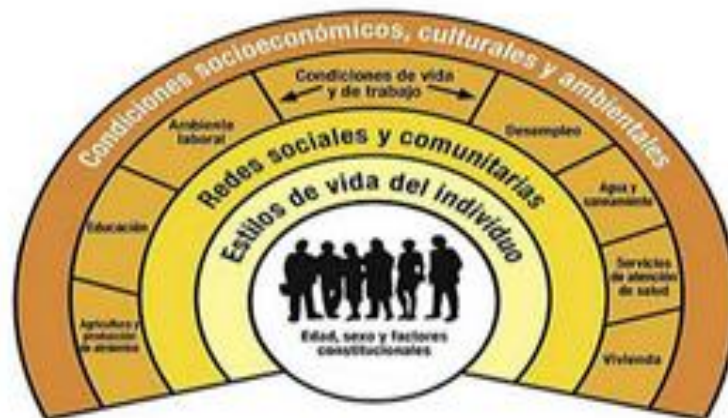 Condiciones socioeconómicos, culturales y ambientales
Condiciones de vida
y de trabajo
Ambiente
laboral
Desempleo
Redes sociales y comunitarias
Agua y
saneamiento
Educación
Estilos de vida del individuo
Servicios
de atención
de salud
Agricultura y
producción
de alimentos
Edad, sexo y factores
constitucionales
Vivienda